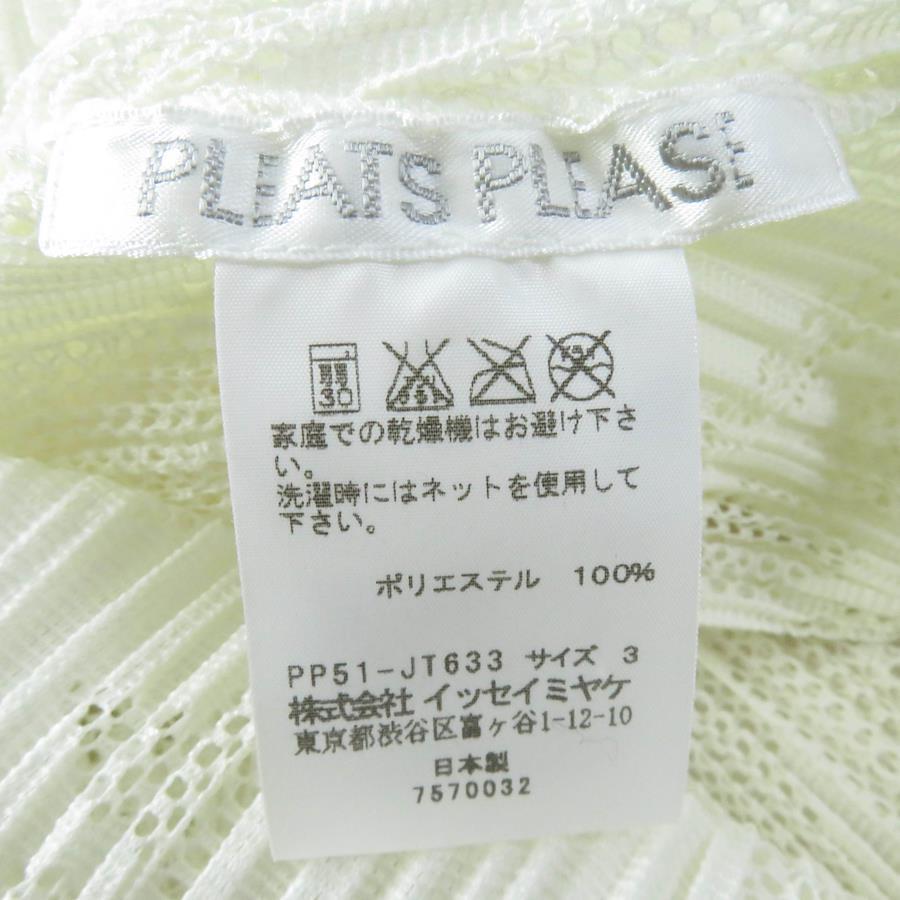 PLEATS PLEASE
30
家庭での乾燥機はお避け下さ
い。
洗濯時にはネットを使用して
下さい。
ポリエステル 100%
PP51-JT633 サイズ 3
株式会社 イッセイミヤケ
東京都渋谷区富ヶ谷1-12-10
日本製
7570032